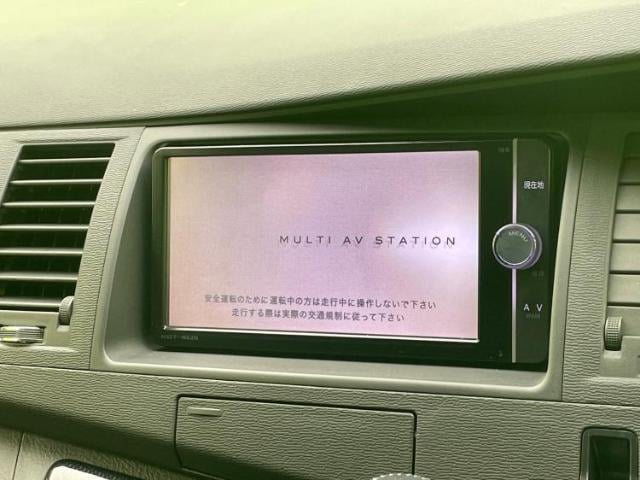 現在地
MENU
MULTI AV STATION
AV
安全運転のために運転中の方は走行中に操作しないで下さい
走行する際は実際の交通規制に従って下さい